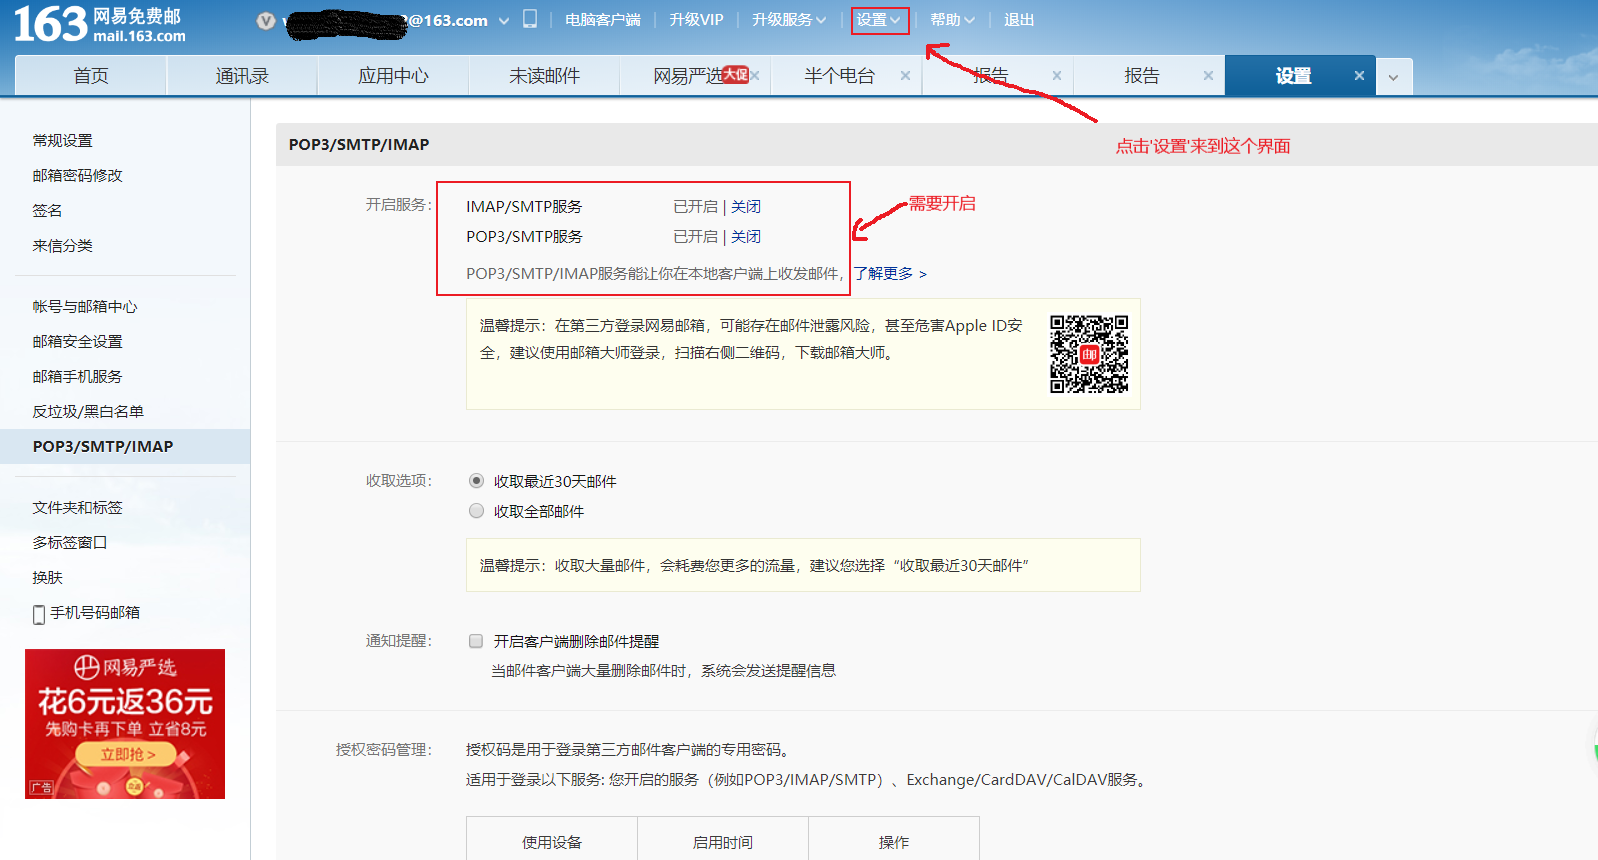 163 网易免费邮
mail.163.com
@163.com
电脑客户端
升级VIP
升级服务
设置
帮助
退出
首页
通讯录
应用中心
未读邮件
网易严选
大促
半个电台
报告
报告
设置
点击'设置'来到这个界面
常规设置
邮箱密码修改
签名
来信分类
帐号与邮箱中心
邮箱安全设置
邮箱手机服务
反垃圾/黑白名单
POP3/SMTP/IMAP
文件夹和标签
多标签窗口
换肤
手机号码邮箱
网易严选
花6元返36元
先购卡再下单 立省8元
立即抢 >
广告
POP3/SMTP/IMAP
开启服务：
IMAP/SMTP服务 已开启 | 关闭
POP3/SMTP服务 已开启 | 关闭
需要开启
POP3/SMTP/IMAP服务能让你在本地客户端上收发邮件，了解更多 >
温馨提示：在第三方登录网易邮箱，可能存在邮件泄露风险，甚至危害Apple ID安
全，建议使用邮箱大师登录，扫描右侧二维码，下载邮箱大师。
邮
收取选项：
收取最近30天邮件
收取全部邮件
温馨提示：收取大量邮件，会耗费您更多的流量，建议您选择“收取最近30天邮件”
通知提醒：
开启客户端删除邮件提醒
当邮件客户端大量删除邮件时，系统会发送提醒信息
授权密码管理：
授权码是用于登录第三方邮件客户端的专用密码。
适用于登录以下服务: 您开启的服务（例如POP3/IMAP/SMTP）、Exchange/CardDAV/CalDAV服务。
使用设备 启用时间 操作